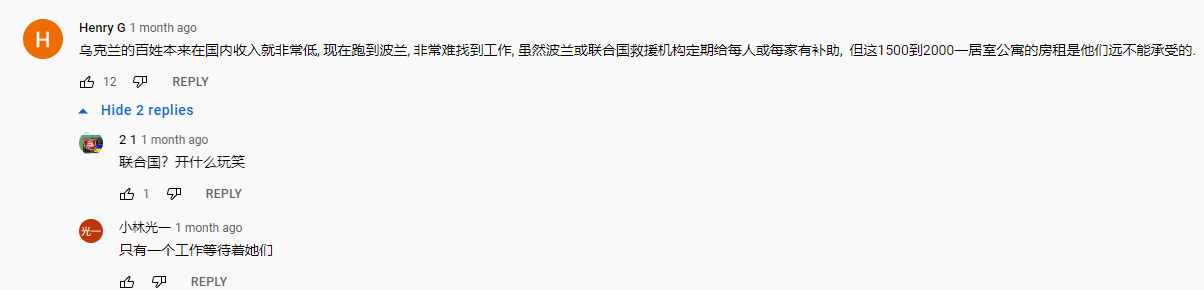 H Henry G 1 month ago
乌克兰的百姓本来在国内收入就非常低, 现在跑到波兰, 非常难找到工作, 虽然波兰或联合国救援机构定期给每人或每家有补助, 但这1500到2000一居室公寓的房租是他们远不能承受的.
12 REPLY
Hide 2 replies
2 1 1 month ago
联合国？开什么玩笑
1 REPLY
光一 小林光一 1 month ago
只有一个工作等待着她们
REPLY